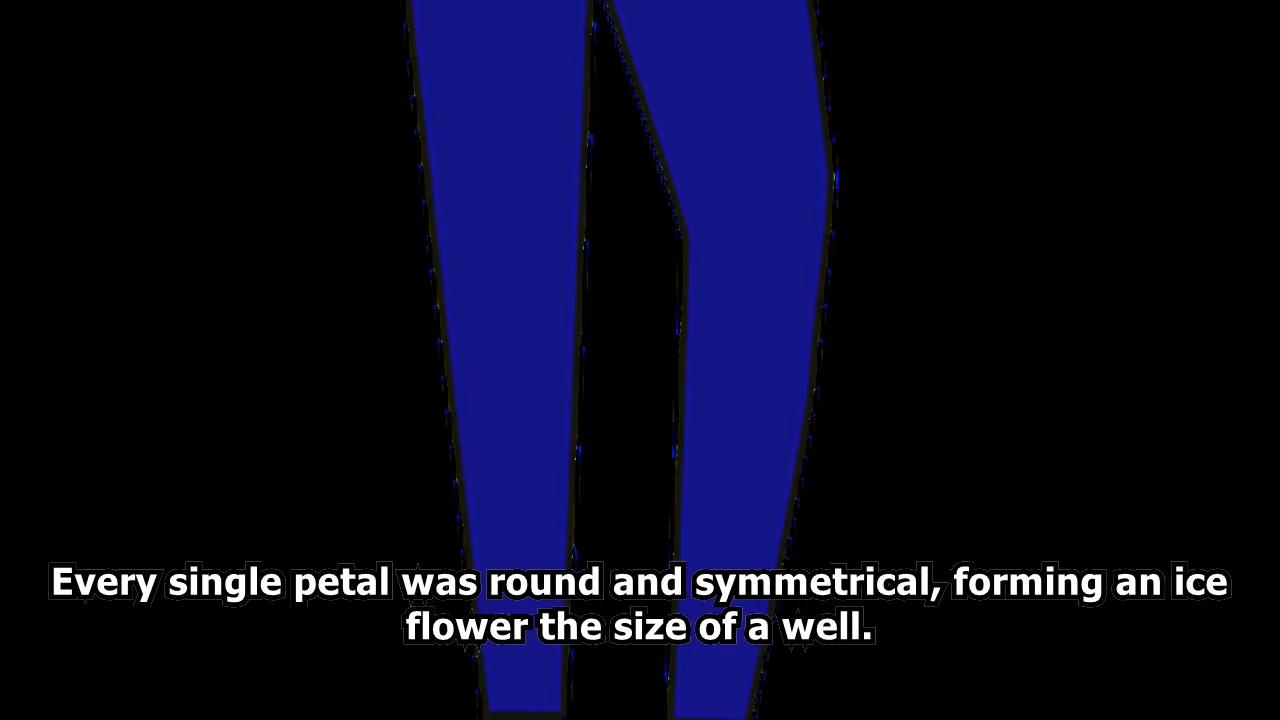 Every single petal was round and symmetrical, forming an ice
flower the size of a well.